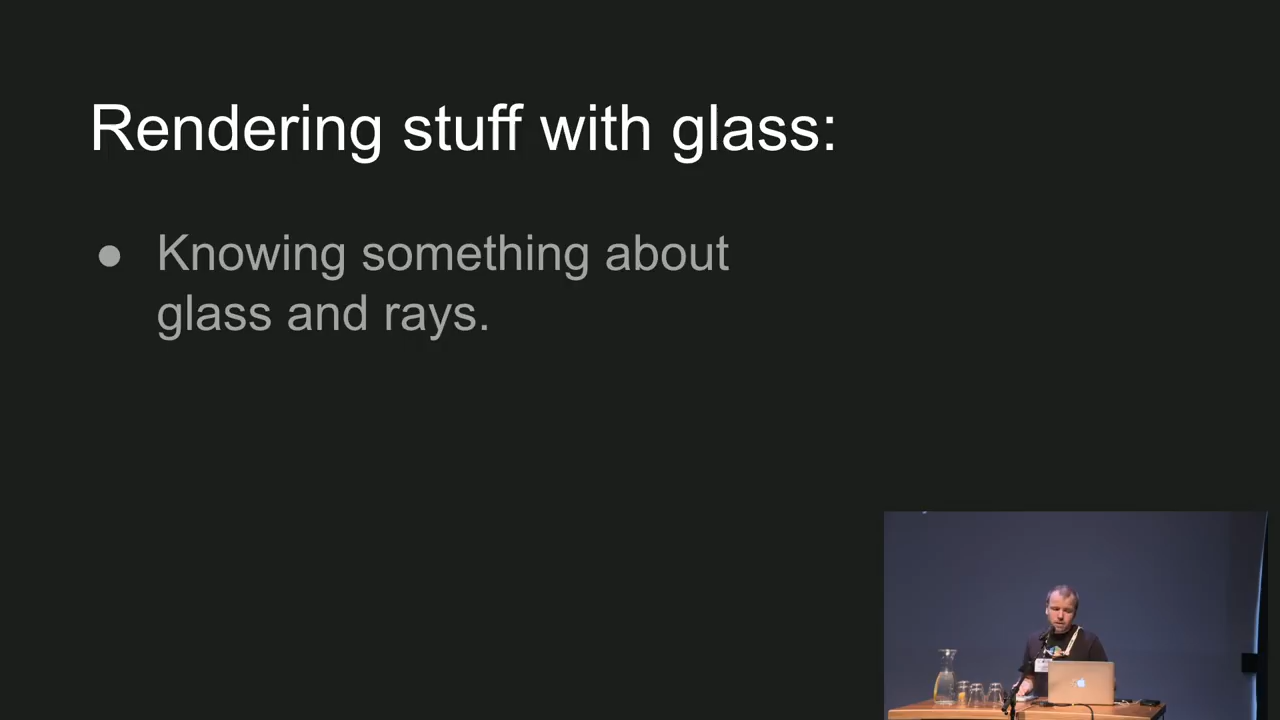 Rendering stuff with glass:
● Knowing something about
glass and rays.